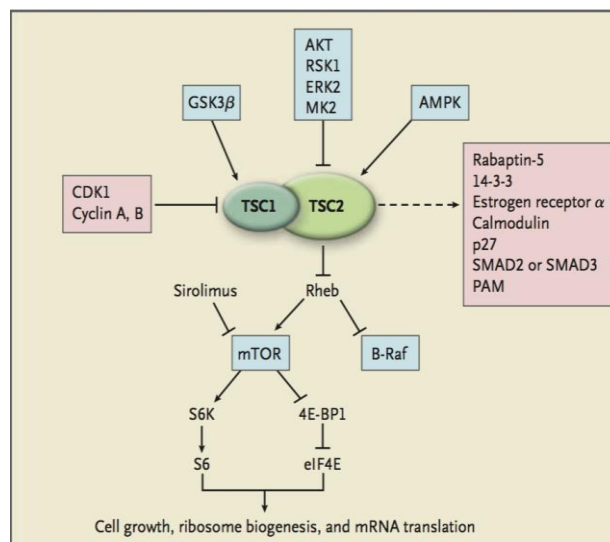 AKT
RSK1
ERK2
MK2
GSK3β
AMPK
CDK1
Cyclin A, B
TSC1
TSC2
Rabaptin-5
14-3-3
Estrogen receptor α
Calmodulin
p27
SMAD2 or SMAD3
PAM
Sirolimus
Rheb
mTOR
B-Raf
S6K
4E-BP1
S6
eIF4E
Cell growth, ribosome biogenesis, and mRNA translation